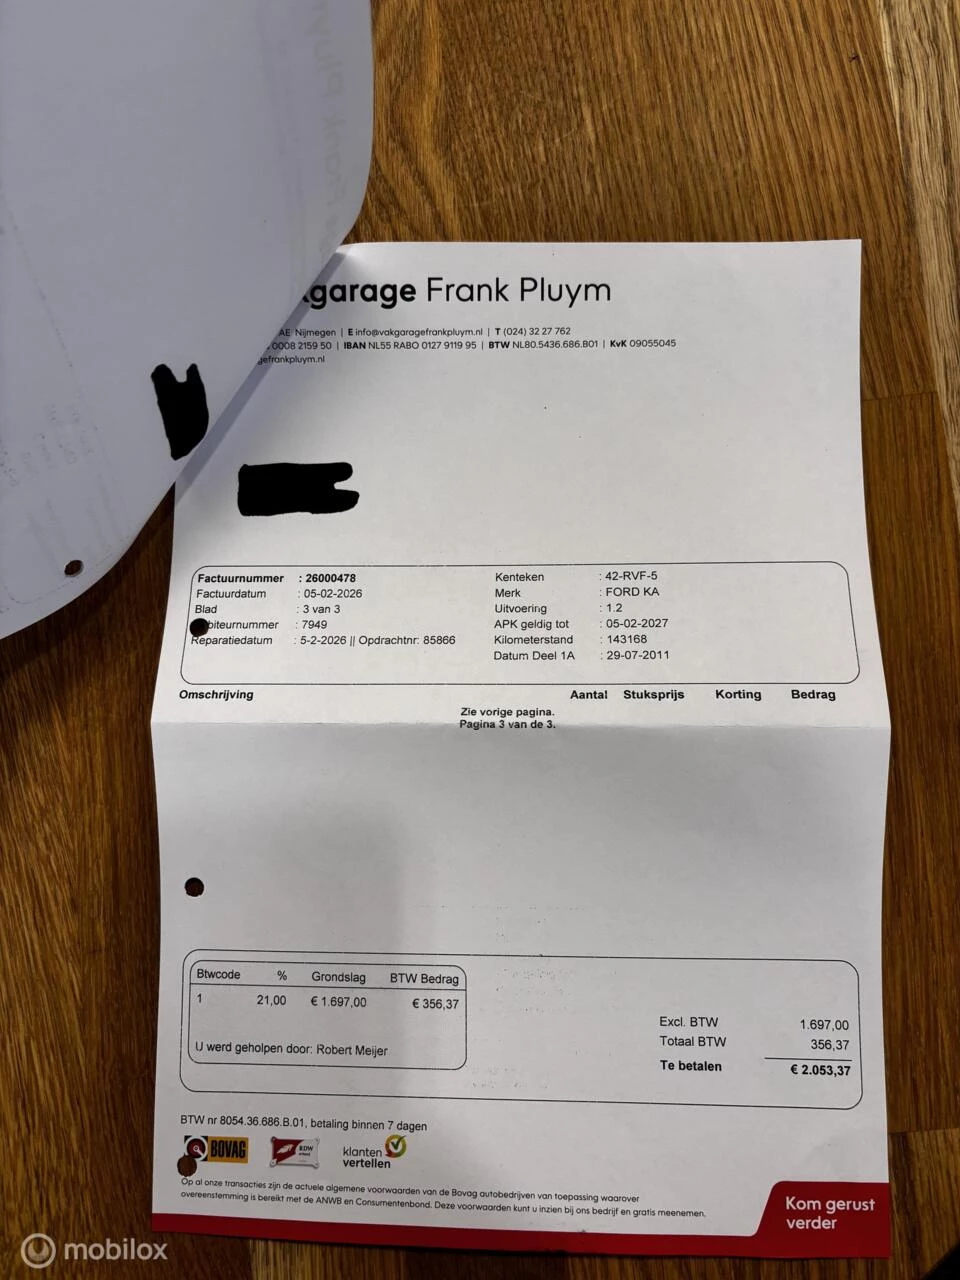 garage Frank Pluym
AE Nijmegen | E info@vakgaragefrankpluym.nl | T (024) 32 27 762
0008 2159 50 | IBAN NL55 RABO 0127 9119 95 | BTW NL80.5436.686.B01 | KvK 09055045
gefrankpluym.nl
Factuurnummer : 26000478
Factuurdatum : 05-02-2026
Blad : 3 van 3
biteurnummer : 7949
Reparatiedatum : 5-2-2026 || Opdrachtnr: 85866
Kenteken : 42-RVF-5
Merk : FORD KA
Uitvoering : 1.2
APK geldig tot : 05-02-2027
Kilometerstand : 143168
Datum Deel 1A : 29-07-2011
Omschrijving Aantal Stuksprijs Korting Bedrag
Zie vorige pagina.
Pagina 3 van de 3.
Btwcode % Grondslag BTW Bedrag
1 21,00 € 1.697,00 € 356,37
U werd geholpen door: Robert Meijer
Excl. BTW 1.697,00
Totaal BTW 356,37
Te betalen € 2.053,37
BTW nr 8054.36.686.B.01, betaling binnen 7 dagen
BOVAG RDW klanten vertellen
Op al onze transacties zijn de actuele algemene voorwaarden van de Bovag autobedrijven van toepassing waarover
overeenstemming is bereikt met de ANWB en Consumentenbond. Deze voorwaarden kunt u inzien bij ons bedrijf en gratis meenemen.
Kom gerust
verder
mobilox